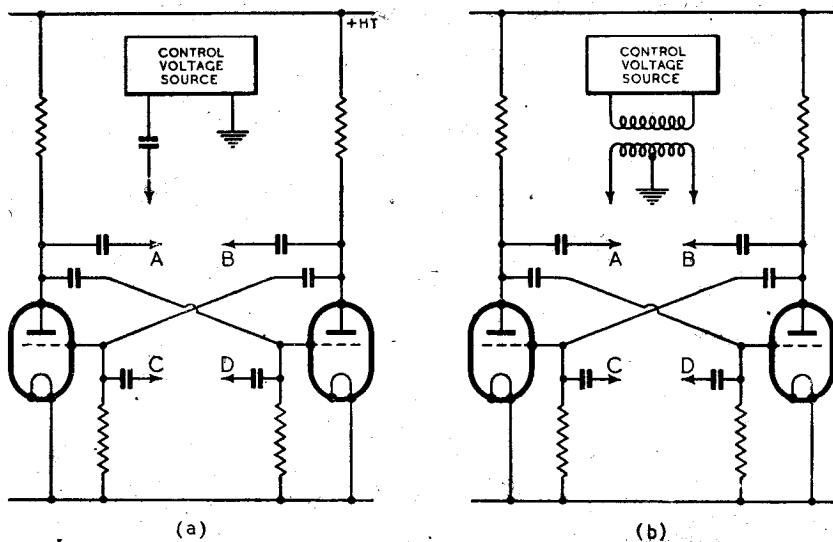 +HT
CONTROL
VOLTAGE
SOURCE
A
B
C
D
(a)
CONTROL
VOLTAGE
SOURCE
A
B
C
D
(b)